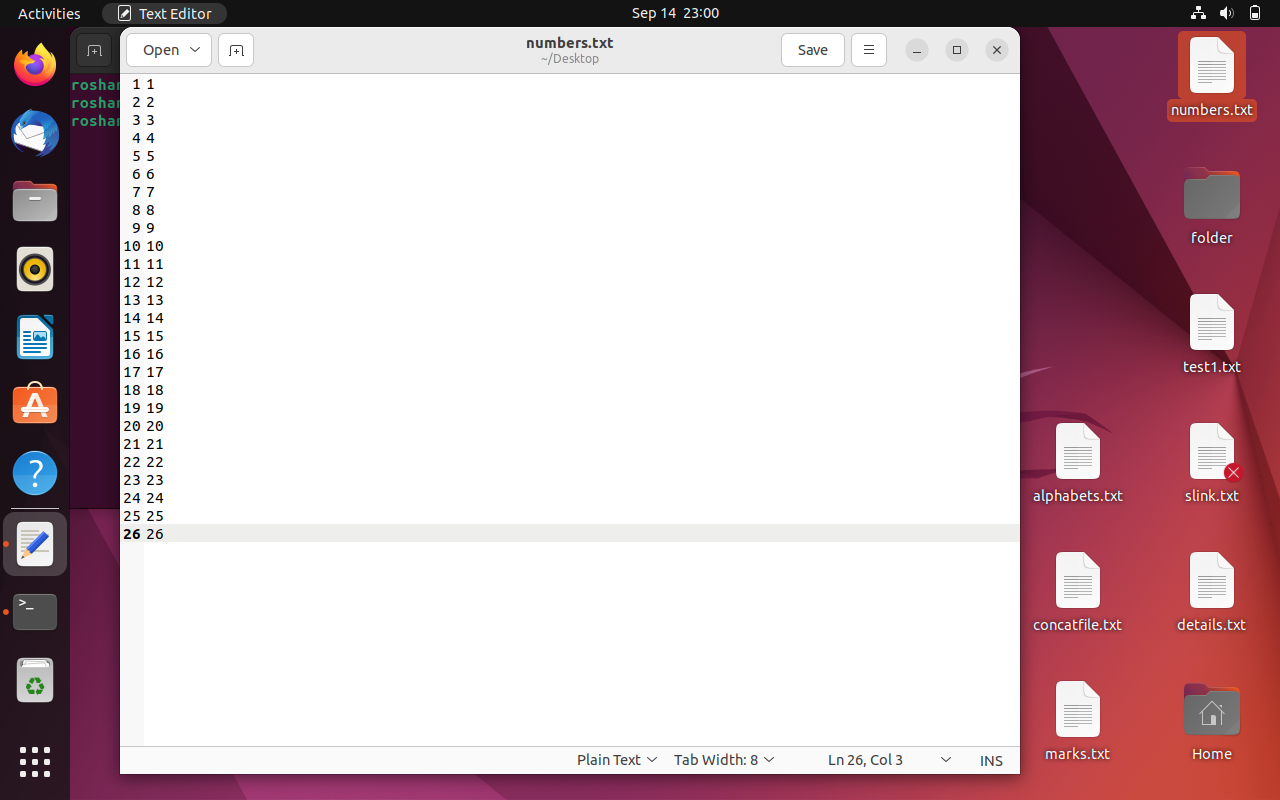 Activities Text Editor Sep 14 23:00
Open numbers.txt Save
~/Desktop
roshan
roshan
roshan
1 1
2 2
3 3
4 4
5 5
6 6
7 7
8 8
9 9
10 10
11 11
12 12
13 13
14 14
15 15
16 16
17 17
18 18
19 19
20 20
21 21
22 22
23 23
24 24
25 25
26 26
Plain Text Tab Width: 8 Ln 26, Col 3 INS
numbers.txt
folder
test1.txt
alphabets.txt slink.txt
concatfile.txt details.txt
marks.txt Home